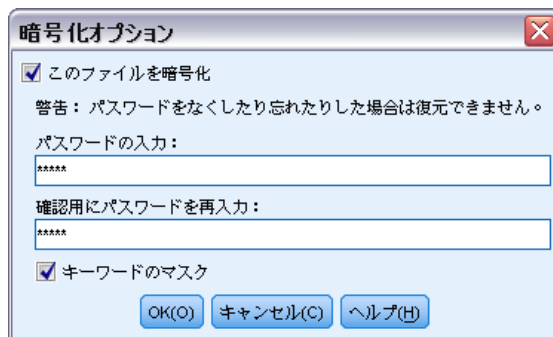 暗号化オプション
このファイルを暗号化
警告： パスワードをなくしたり忘れたりした場合は復元できません。
パスワードの入力：
*****
確認用にパスワードを再入力：
*****
キーワードのマスク
OK(O) キャンセル(C) ヘルプ(H)